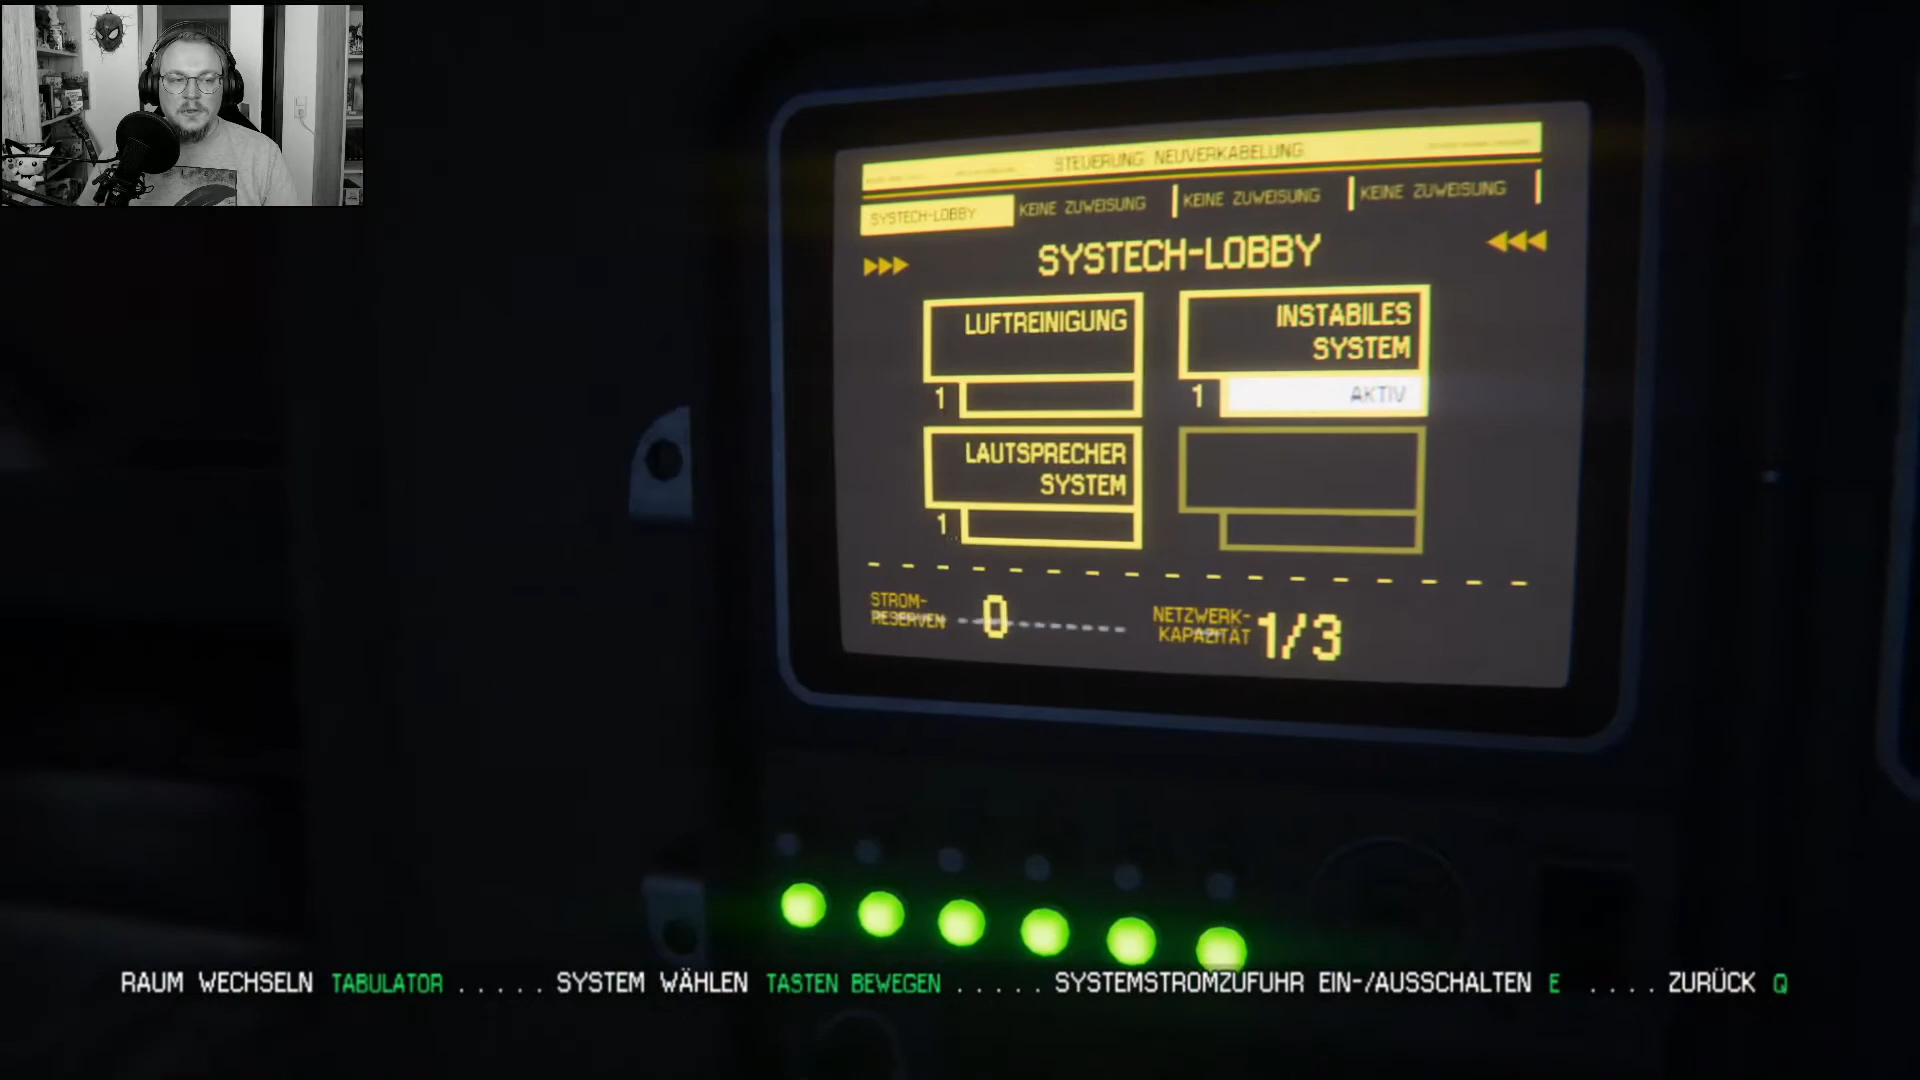 STEUERUNG NEUVERKABELUNG
SYSTECH-LOBBY KEINE ZUWEISUNG KEINE ZUWEISUNG KEINE ZUWEISUNG
SYSTECH-LOBBY
LUFTREINIGUNG
1
INSTABILES
SYSTEM
1 AKTIV
LAUTSPRECHER
SYSTEM
1
STROM-
RESERVEN 0
NETZWERK-
KAPAZITÄT 1/3
RAUM WECHSELN TABULATOR ..... SYSTEM WÄHLEN TASTEN BEWEGEN ..... SYSTEMSTROMZUFUHR EIN-/AUSSCHALTEN E .... ZURÜCK Q